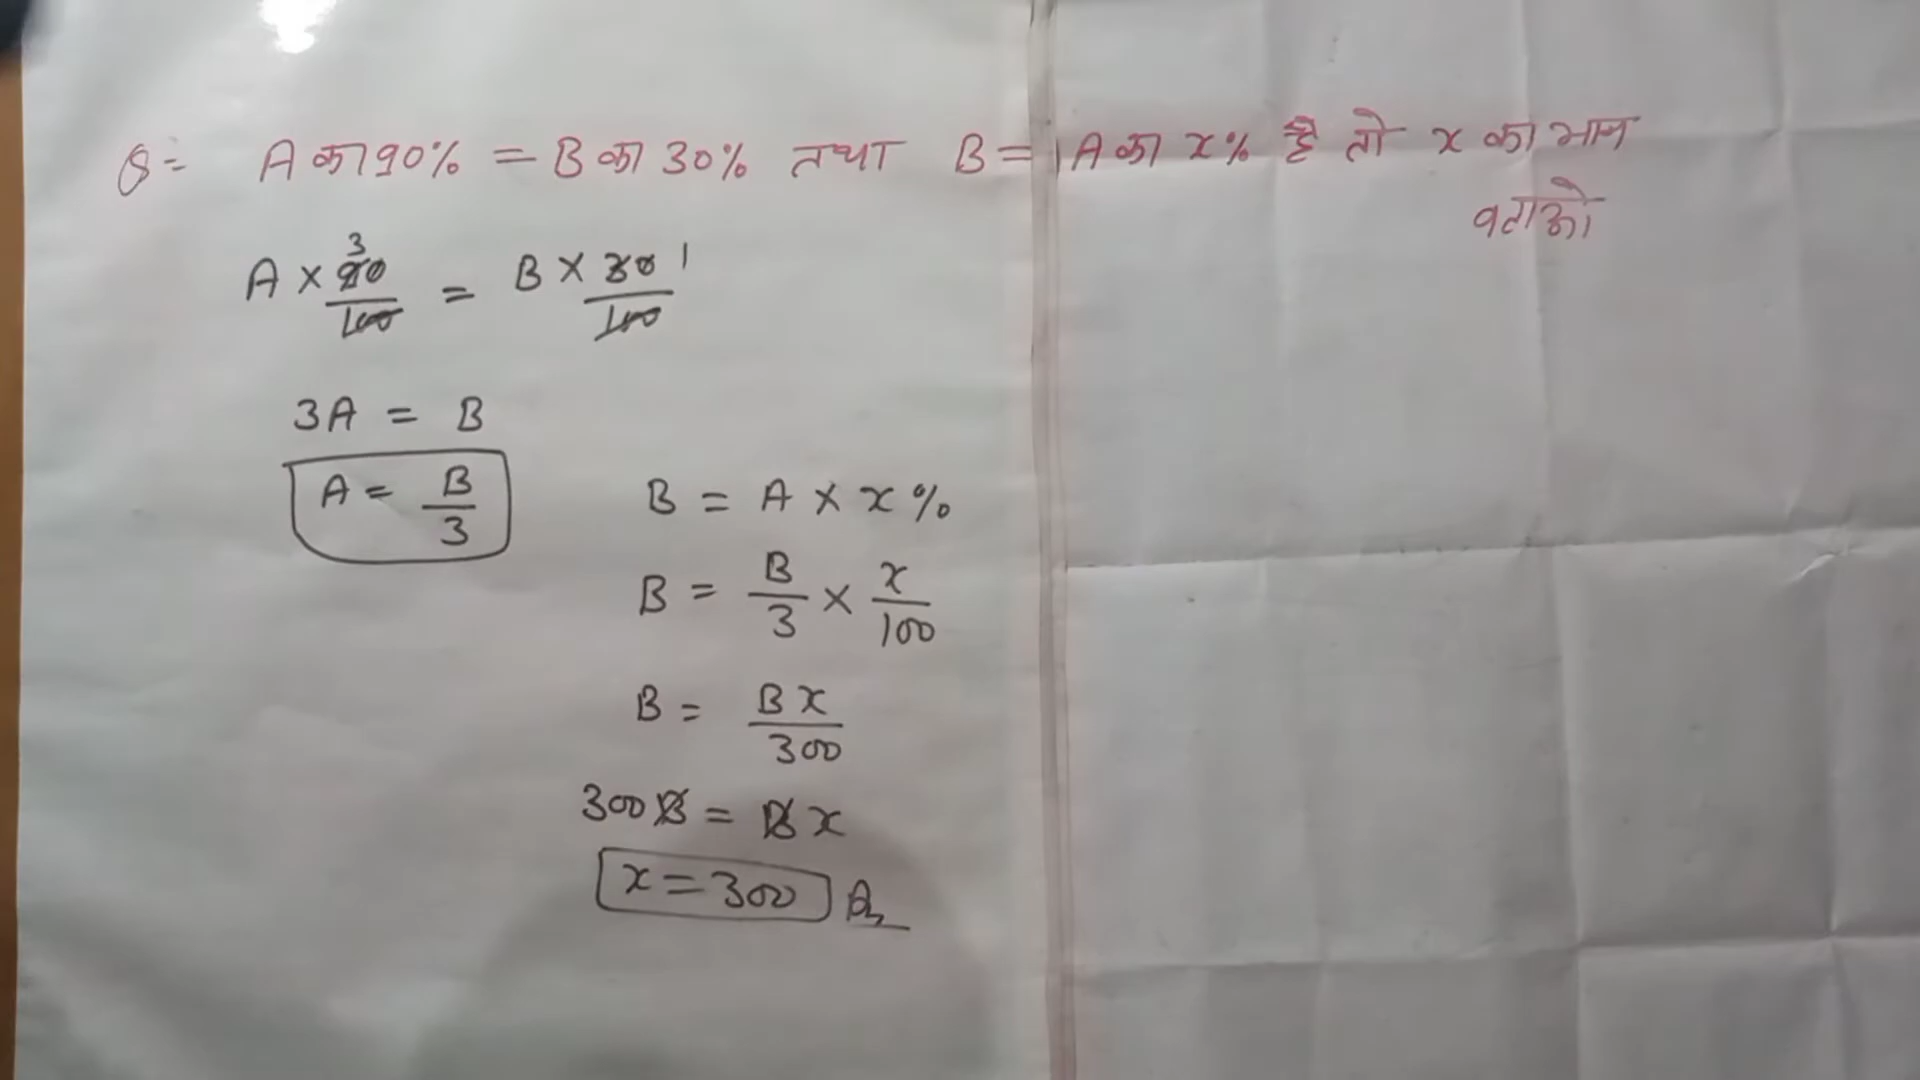 Q= A का 90% = B का 30% तथा B = A का x% है तो x का मान
बताओ
A × 90/100 3 = B × 30/100 1
3A = B
A = B/3
B = A × x%
B = B/3 × x/100
B = Bx/300
300B = Bx
x = 300 An